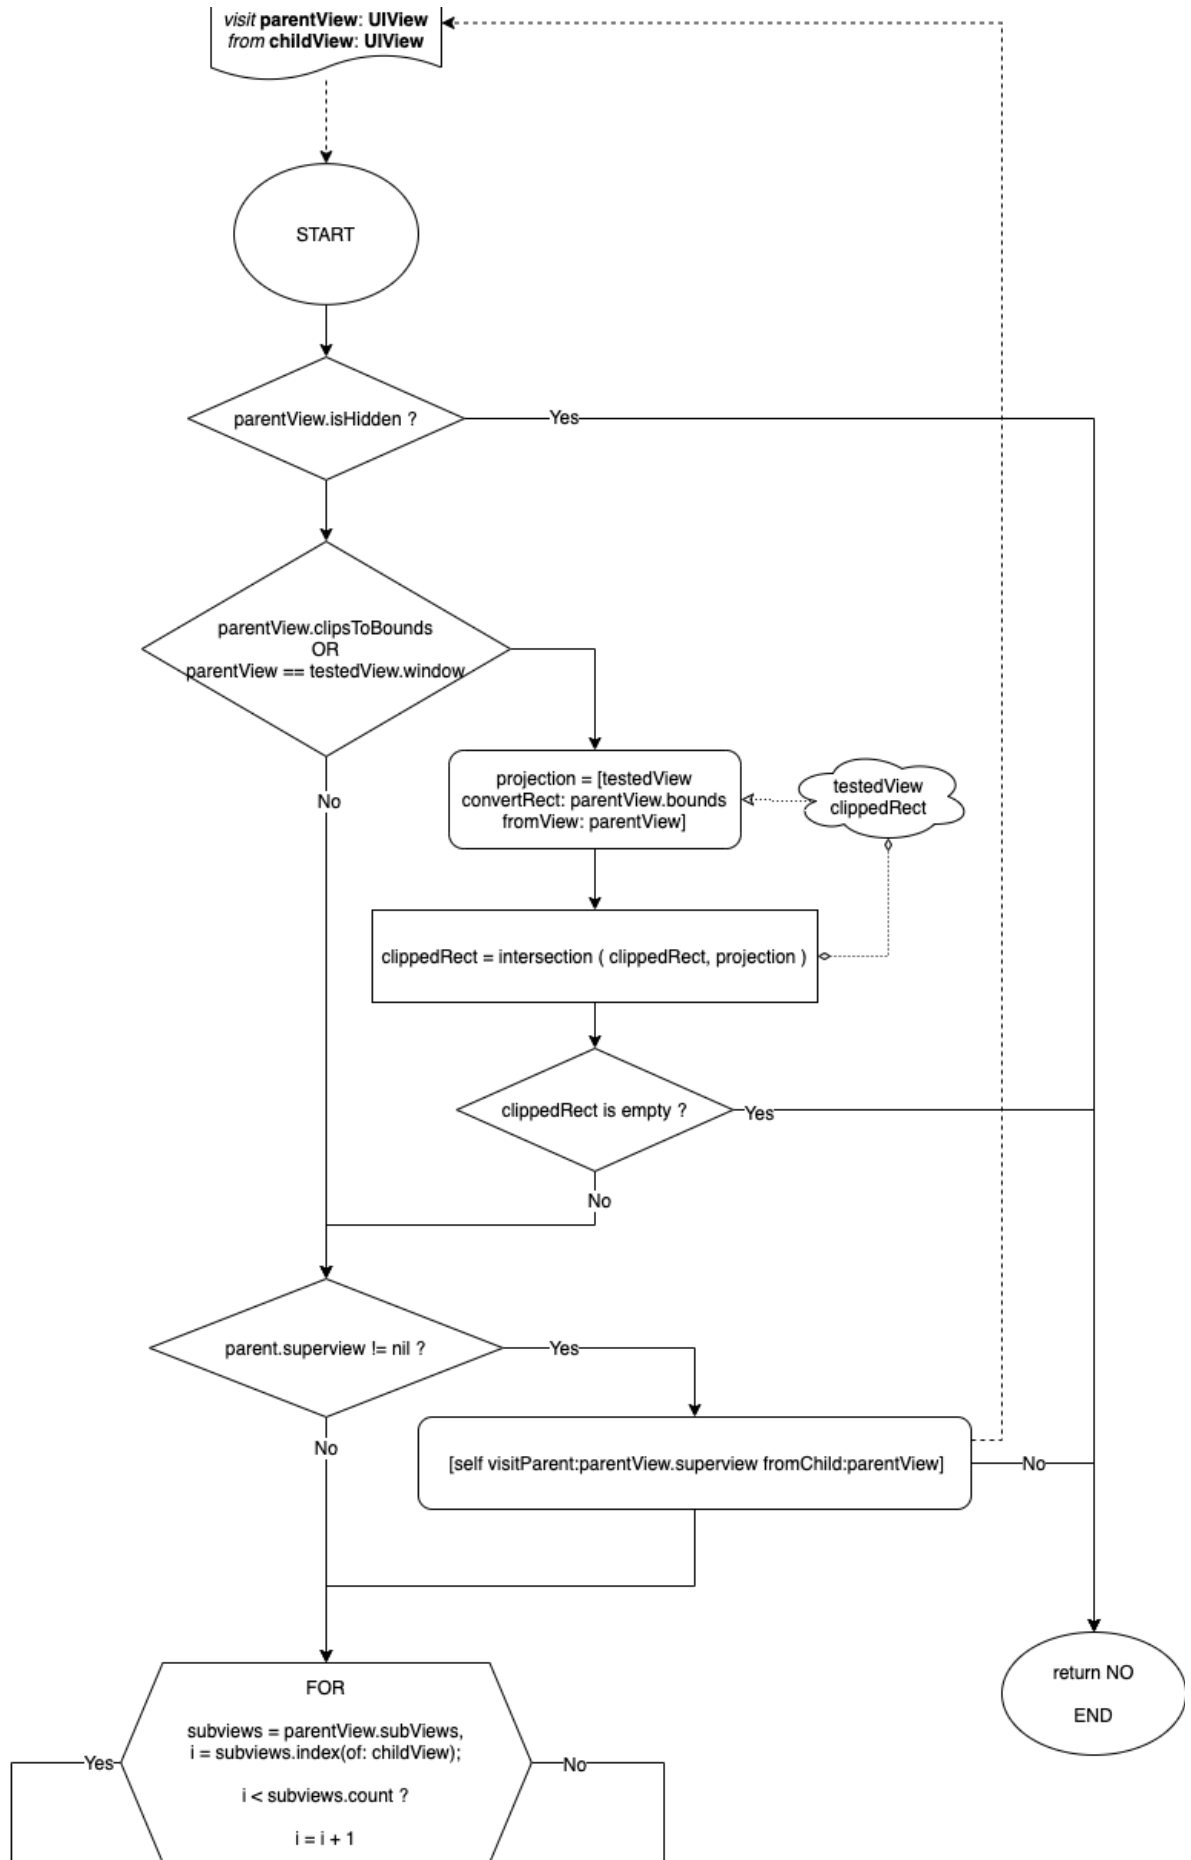 visit parentView: UIView
from childView: UIView
START
parentView.isHidden ?
Yes
parentView.clipsToBounds
OR
parentView == testedView.window
No
projection = [testedView
convertRect: parentView.bounds
fromView: parentView]
testedView
clippedRect
clippedRect = intersection ( clippedRect, projection )
clippedRect is empty ?
Yes
No
parent.superview != nil ?
Yes
No
[self visitParent:parentView.superview fromChild:parentView]
No
return NO
END
FOR
subviews = parentView.subViews,
i = subviews.index(of: childView);
i < subviews.count ?
i = i + 1
Yes
No